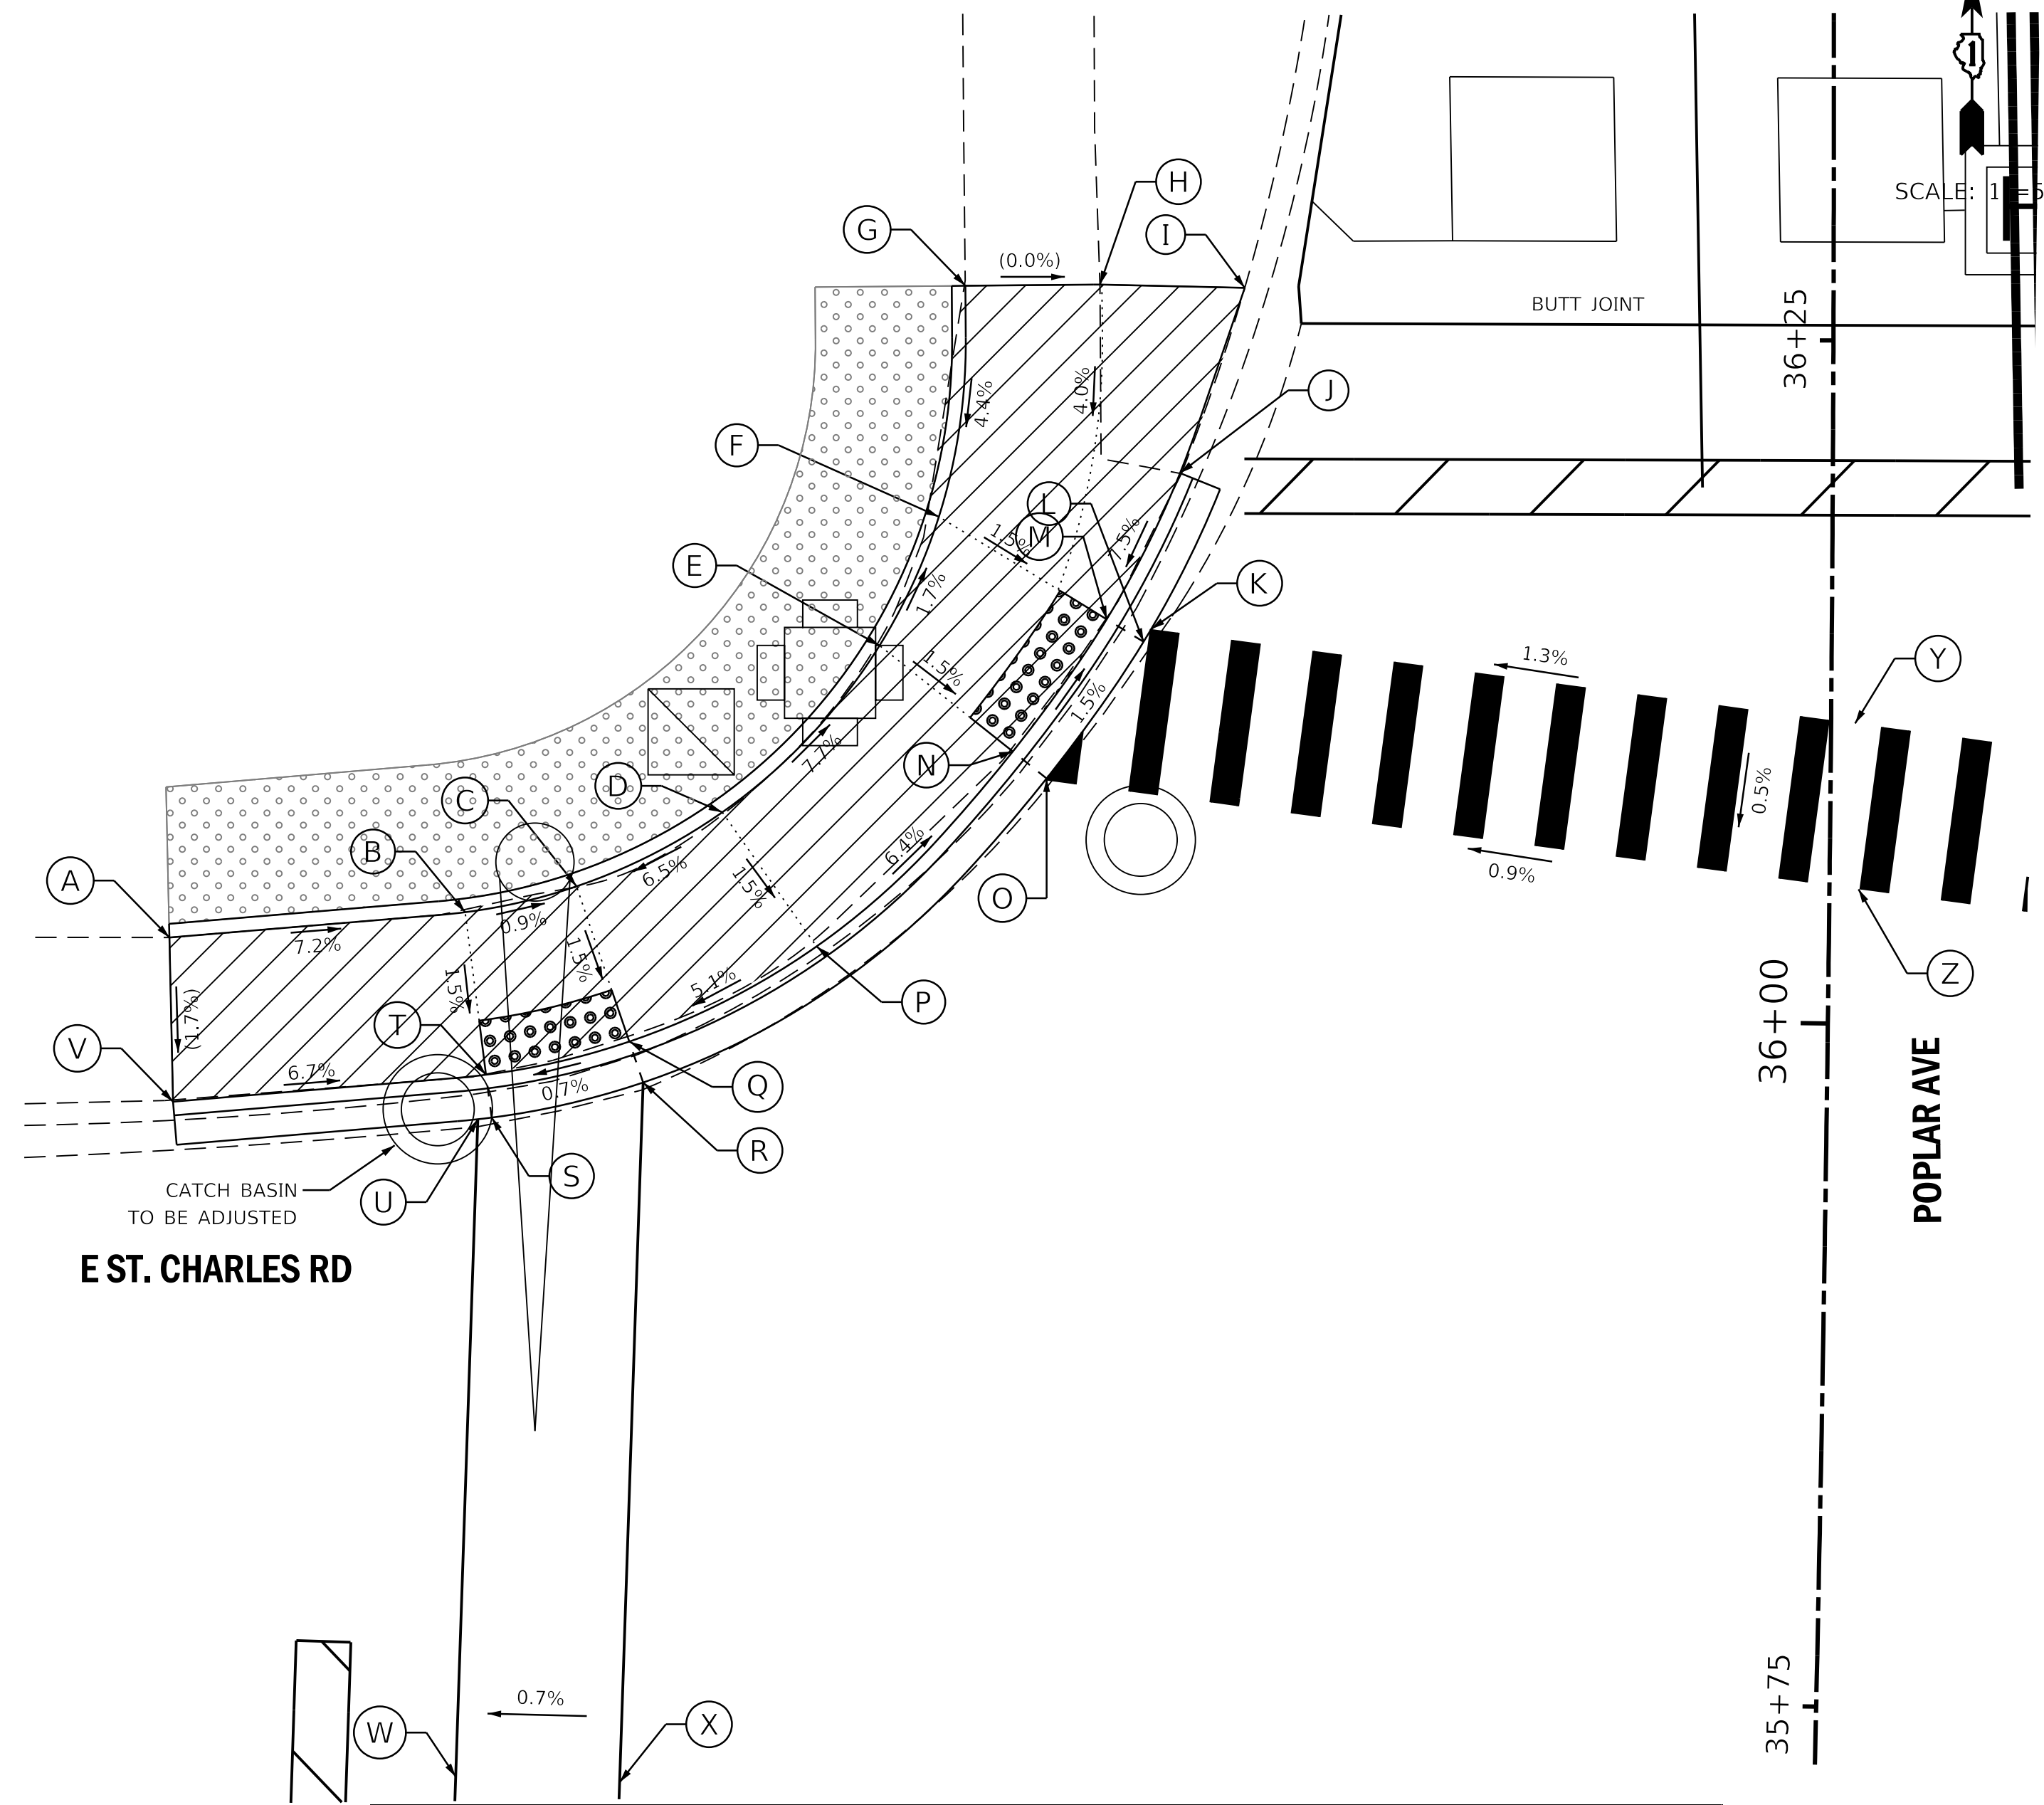 1
SCALE: 1
=5
H
G
I
(0.0%)
BUTT JOINT
36+25
4.4%
4.0%
J
F
L
M
1.5%
7.5%
E
K
1.7%
1.5%
1.3%
Y
1.5%
7.7%
N
D
C
0.5%
B
6.4%
0.9%
A
6.5%
1.5%
O
0.9%
7.2%
1.5%
1.5%
5.1%
P
Z
T
(1.7%)
V
6.7%
0.7%
Q
36+00
R
S
U
CATCH BASIN
TO BE ADJUSTED
POPLAR AVE
E ST. CHARLES RD
0.7%
W
X
35+75